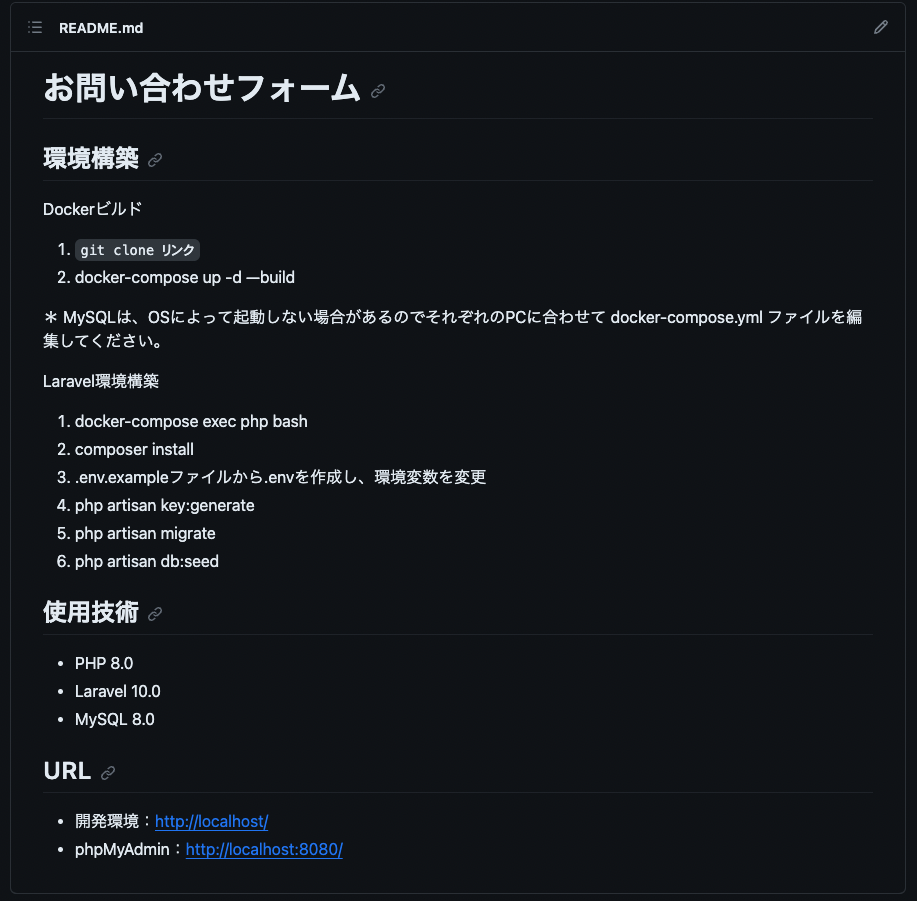 README.md
お問い合わせフォーム
環境構築
Dockerビルド
1. git clone リンク
2. docker-compose up -d —build
＊ MySQLは、OSによって起動しない場合があるのでそれぞれのPCに合わせて docker-compose.yml ファイルを編
集してください。
Laravel環境構築
1. docker-compose exec php bash
2. composer install
3. .env.exampleファイルから.envを作成し、環境変数を変更
4. php artisan key:generate
5. php artisan migrate
6. php artisan db:seed
使用技術
• PHP 8.0
• Laravel 10.0
• MySQL 8.0
URL
• 開発環境：http://localhost/
• phpMyAdmin：http://localhost:8080/